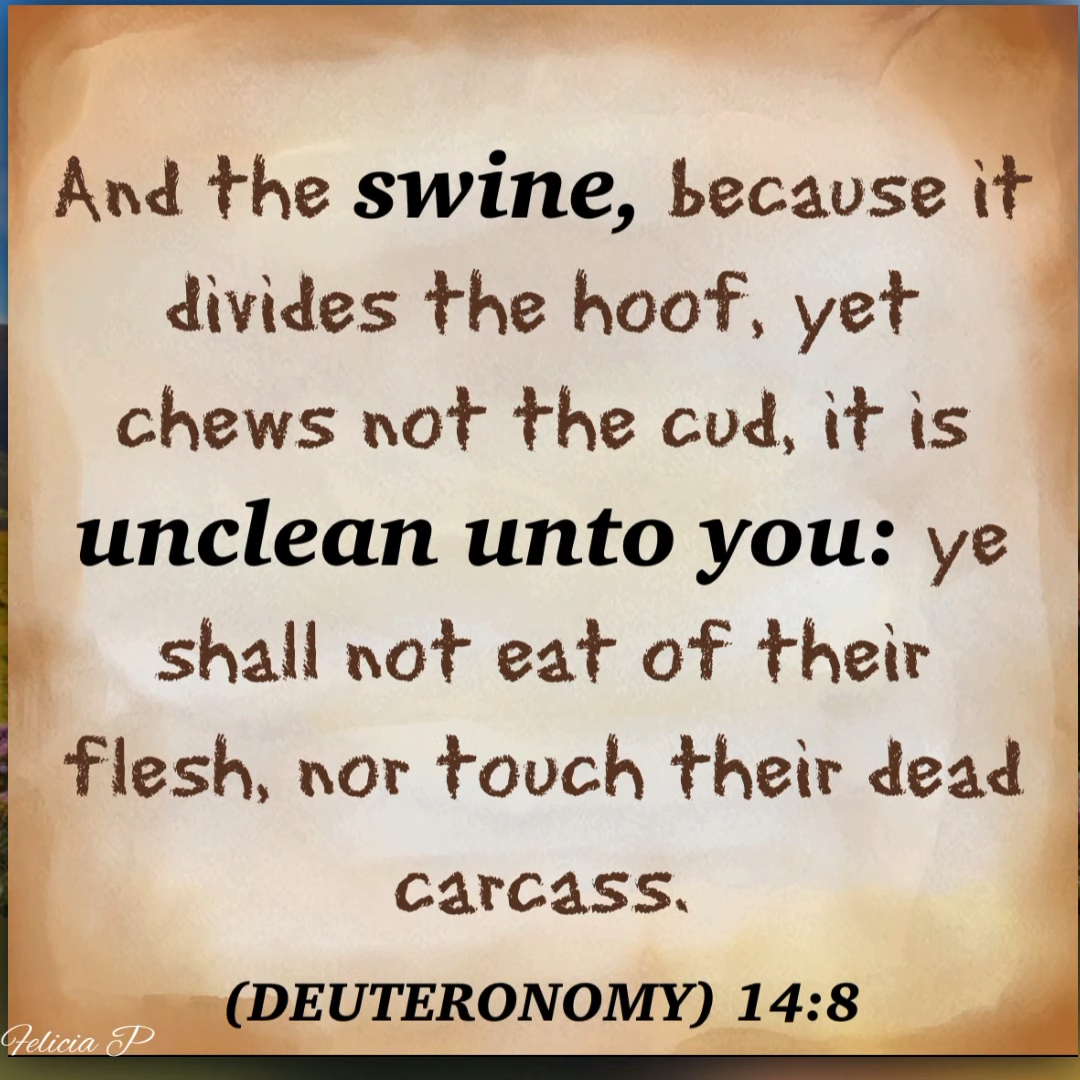 And the swine, because it
divides the hoof, yet
chews not the cud, it is
unclean unto you: ye
shall not eat of their
flesh, nor touch their dead
carcass.
(DEUTERONOMY) 14:8
Felicia P